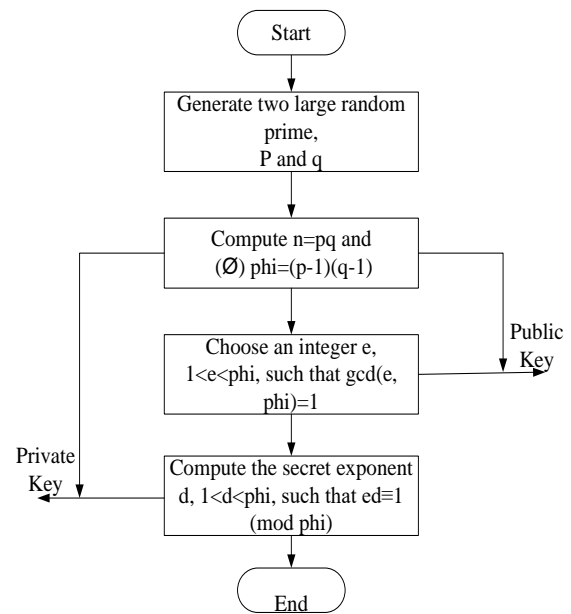 Start
Generate two large random
prime,
P and q
Compute n=pq and
(Ø) phi=(p-1)(q-1)
Public
Key
Choose an integer e,
1<e<phi, such that gcd(e,
phi)=1
Private
Key
Compute the secret exponent
d, 1<d<phi, such that ed≡1
(mod phi)
End